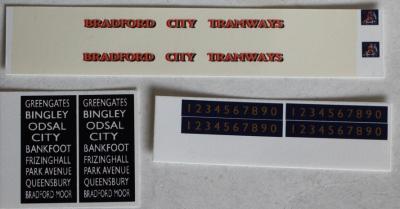 BRADFORD CITY TRAMWAYS
BRADFORD CITY TRAMWAYS
GREENGATES GREENGATES
BINGLEY BINGLEY
ODSAL ODSAL
CITY CITY
BANKFOOT BANKFOOT
FRIZINGHALL FRIZINGHALL
PARK AVENUE PARK AVENUE
QUEENSBURY QUEENSBURY
BRADFORD MOOR BRADFORD MOOR
1234567890 1234567890
1234567890 1234567890